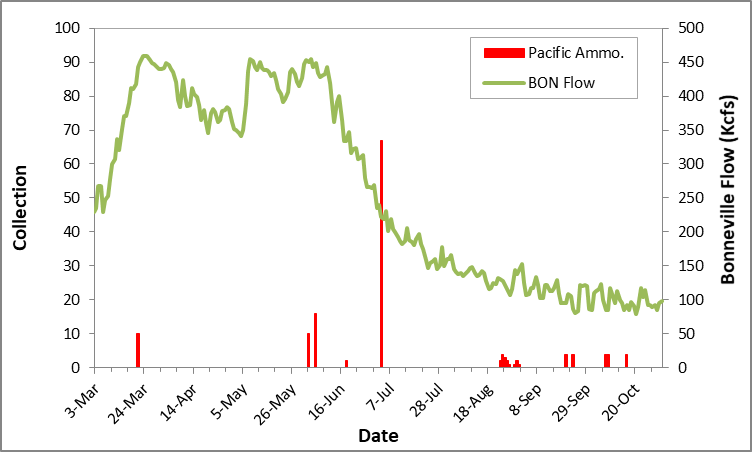 100
90
80
70
60
50
40
30
20
10
0
Collection
500
450
400
350
300
250
200
150
100
50
0
Bonneville Flow (Kcfs)
Pacific Ammo.
BON Flow
3-Mar
24-Mar
14-Apr
5-May
26-May
16-Jun
7-Jul
28-Jul
18-Aug
8-Sep
29-Sep
20-Oct
Date